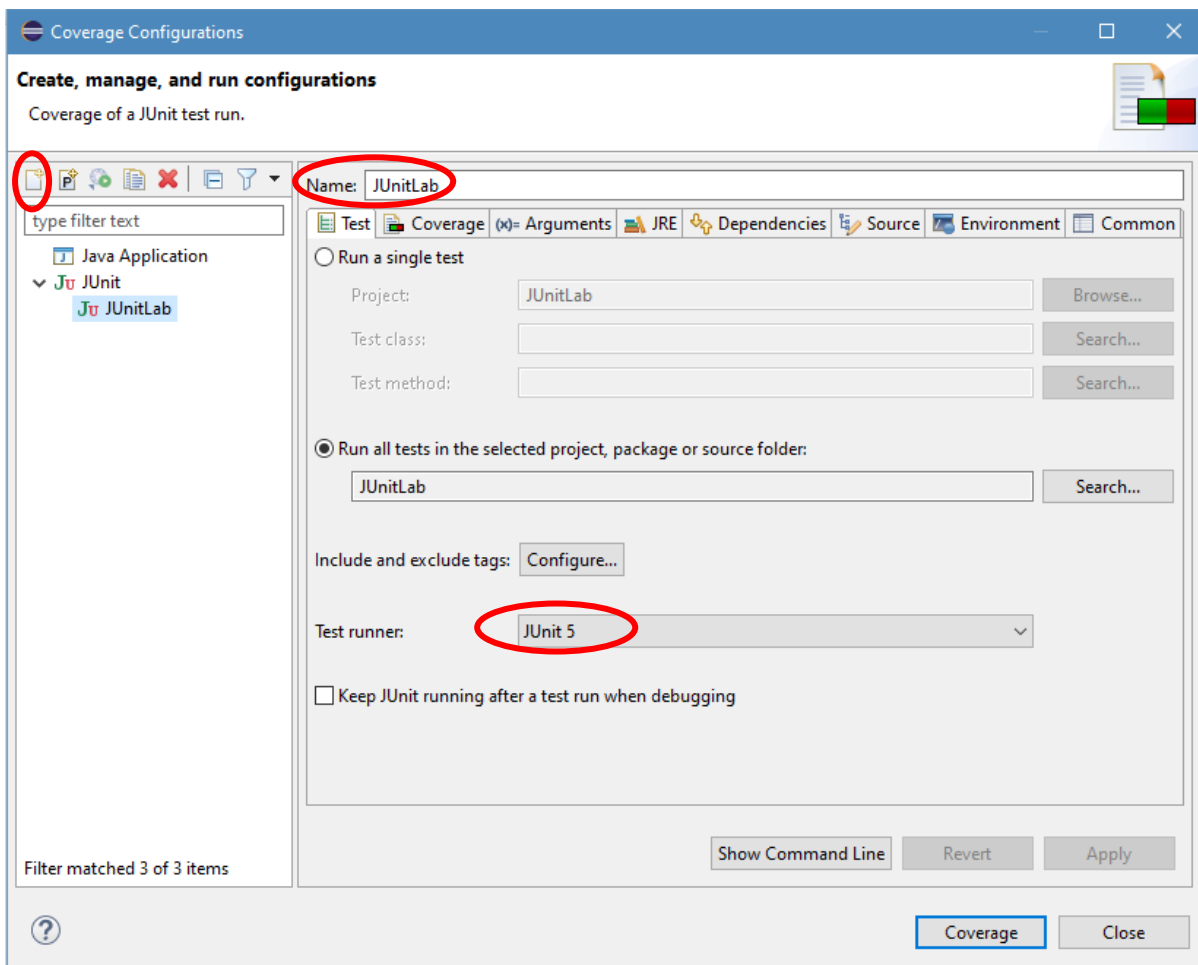 Coverage Configurations
Create, manage, and run configurations
Coverage of a JUnit test run.
type filter text
Java Application
JUnit
JUnitLab
Filter matched 3 of 3 items
Name: JUnitLab
Test Coverage (x)= Arguments JRE Dependencies Source Environment Common
Run a single test
Project: JUnitLab Browse...
Test class: Search...
Test method: Search...
Run all tests in the selected project, package or source folder:
JUnitLab Search...
Include and exclude tags: Configure...
Test runner: JUnit 5
Keep JUnit running after a test run when debugging
Show Command Line Revert Apply
Coverage Close